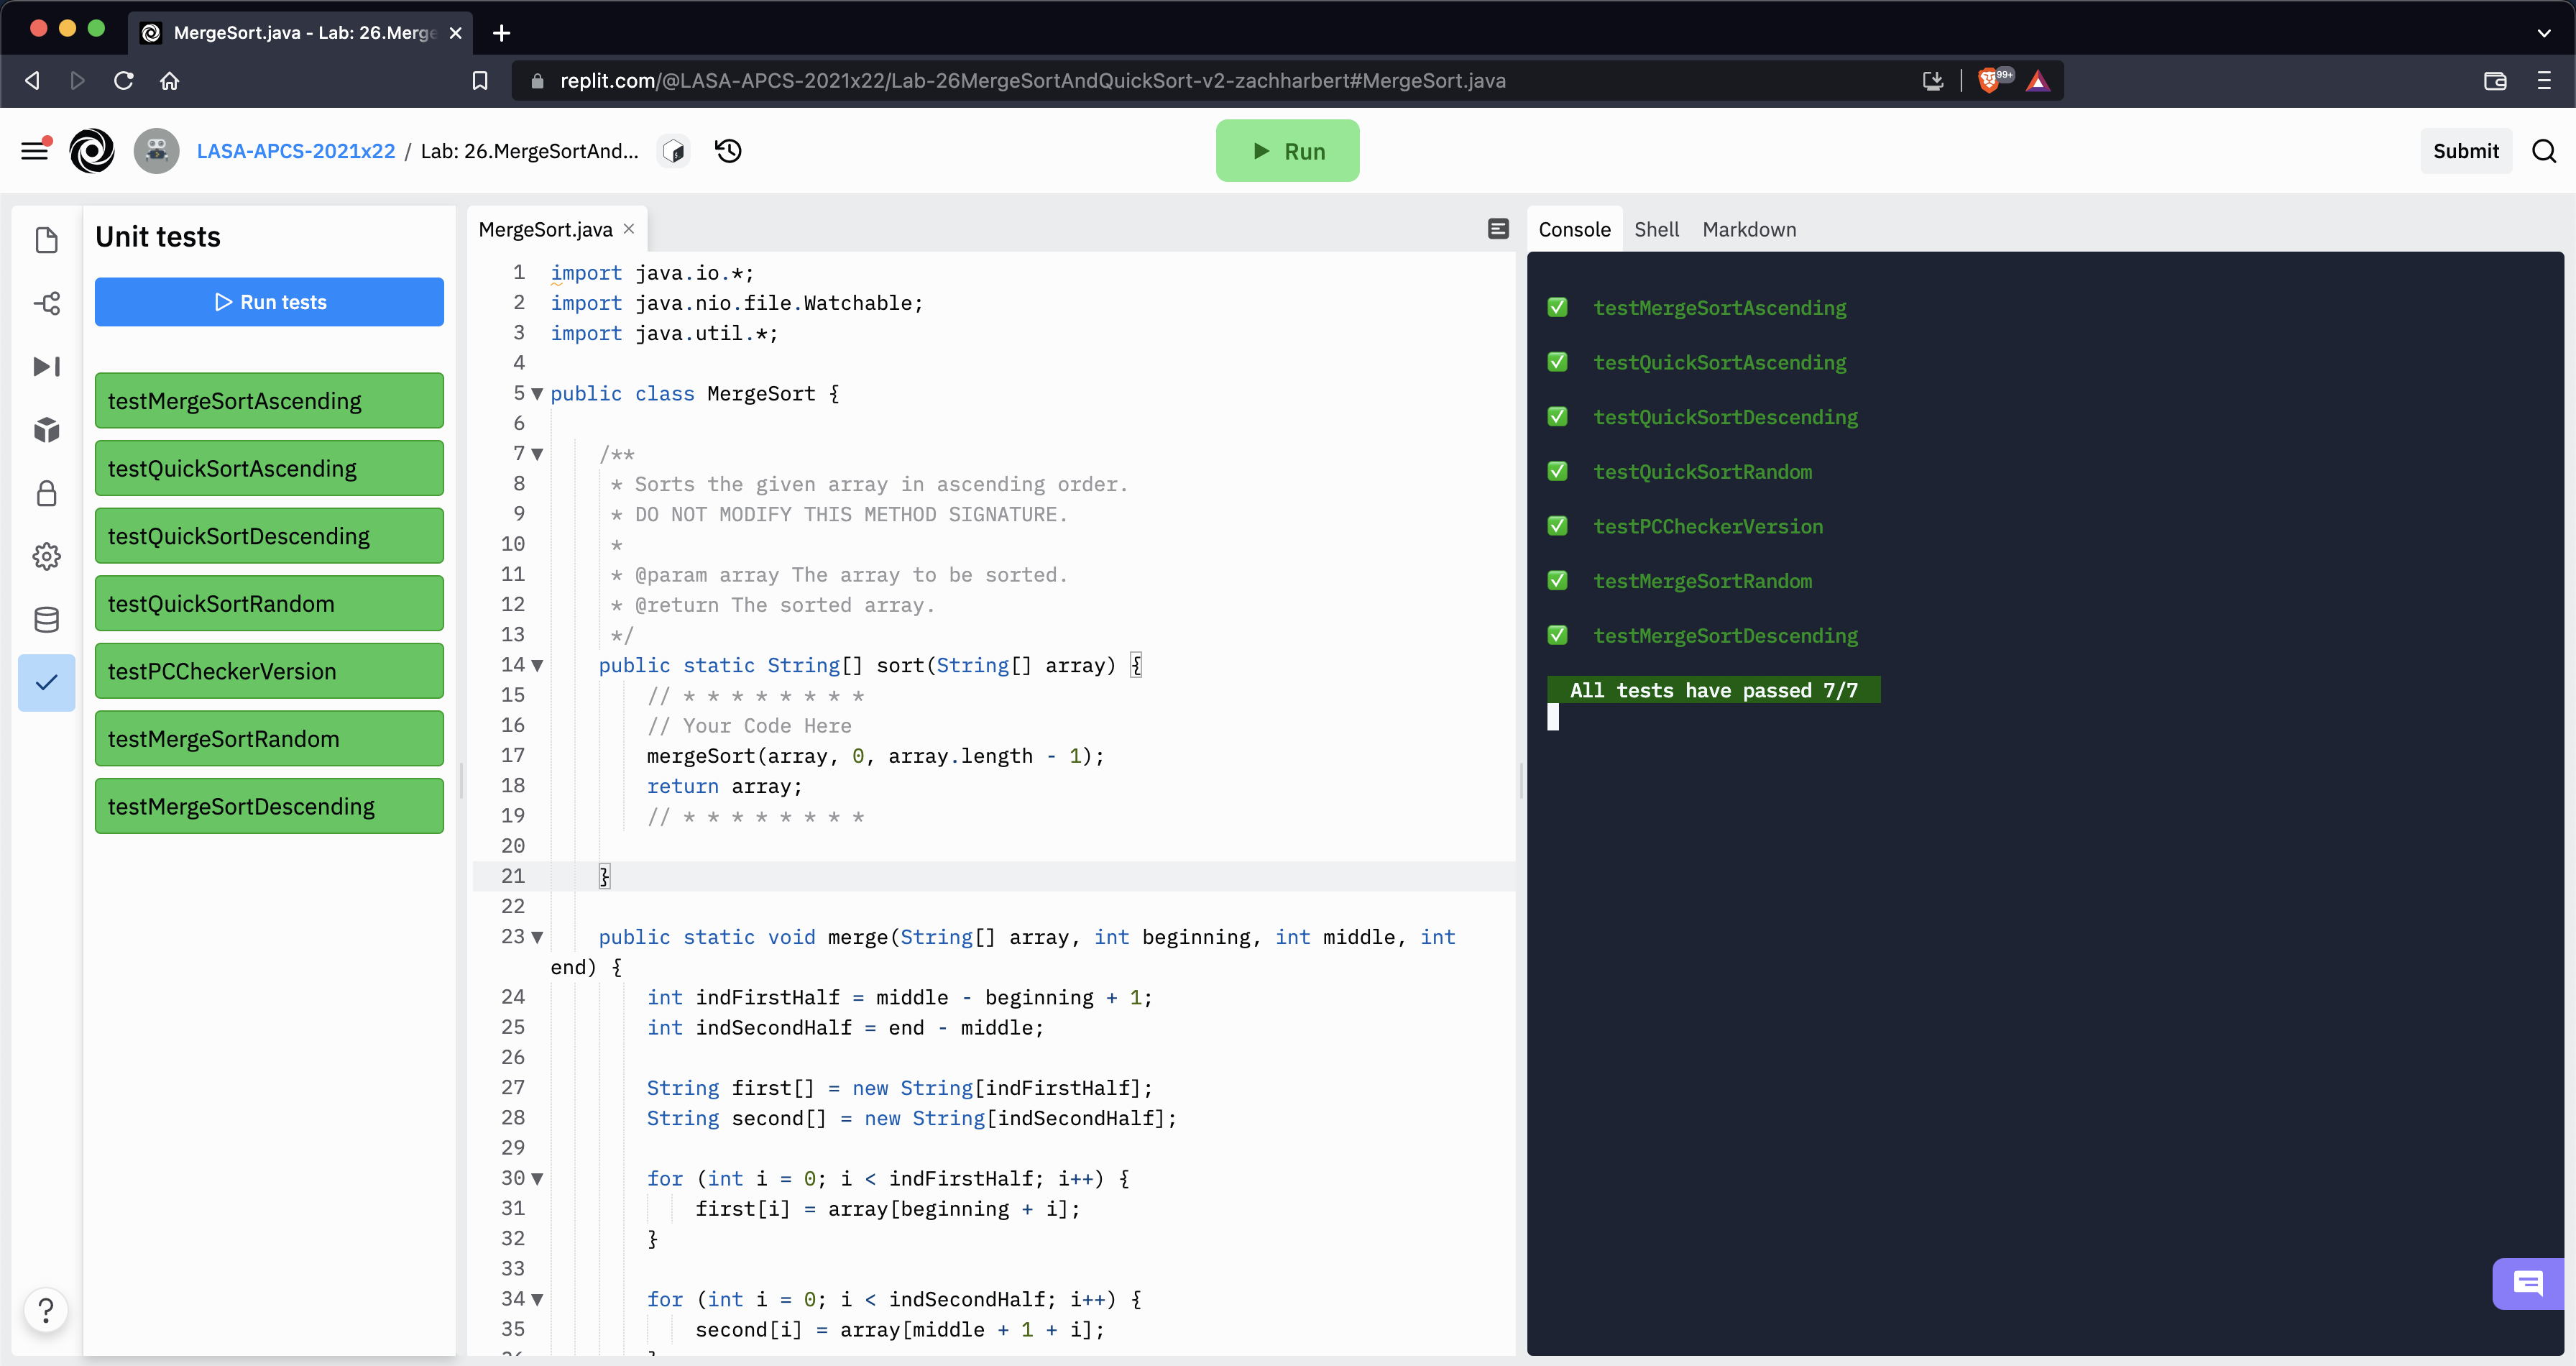 MergeSort.java - Lab: 26.Merge
replit.com/@LASA-APCS-2021x22/Lab-26MergeSortAndQuickSort-v2-zachharbert#MergeSort.java
99+
LASA-APCS-2021x22 / Lab: 26.MergeSortAnd...
Run
Submit
Unit tests
Run tests
testMergeSortAscending
testQuickSortAscending
testQuickSortDescending
testQuickSortRandom
testPCCheckerVersion
testMergeSortRandom
testMergeSortDescending
MergeSort.java
1 import java.io.*;
2 import java.nio.file.Watchable;
3 import java.util.*;
4
5 public class MergeSort {
6
7 /**
8 * Sorts the given array in ascending order.
9 * DO NOT MODIFY THIS METHOD SIGNATURE.
10 *
11 * @param array The array to be sorted.
12 * @return The sorted array.
13 */
14 public static String[] sort(String[] array) {
15 // * * * * * * * *
16 // Your Code Here
17 mergeSort(array, 0, array.length - 1);
18 return array;
19 // * * * * * * * *
20
21 }
22
23 public static void merge(String[] array, int beginning, int middle, int
end) {
24 int indFirstHalf = middle - beginning + 1;
25 int indSecondHalf = end - middle;
26
27 String first[] = new String[indFirstHalf];
28 String second[] = new String[indSecondHalf];
29
30 for (int i = 0; i < indFirstHalf; i++) {
31 first[i] = array[beginning + i];
32 }
33
34 for (int i = 0; i < indSecondHalf; i++) {
35 second[i] = array[middle + 1 + i];
Console Shell Markdown
testMergeSortAscending
testQuickSortAscending
testQuickSortDescending
testQuickSortRandom
testPCCheckerVersion
testMergeSortRandom
testMergeSortDescending
All tests have passed 7/7